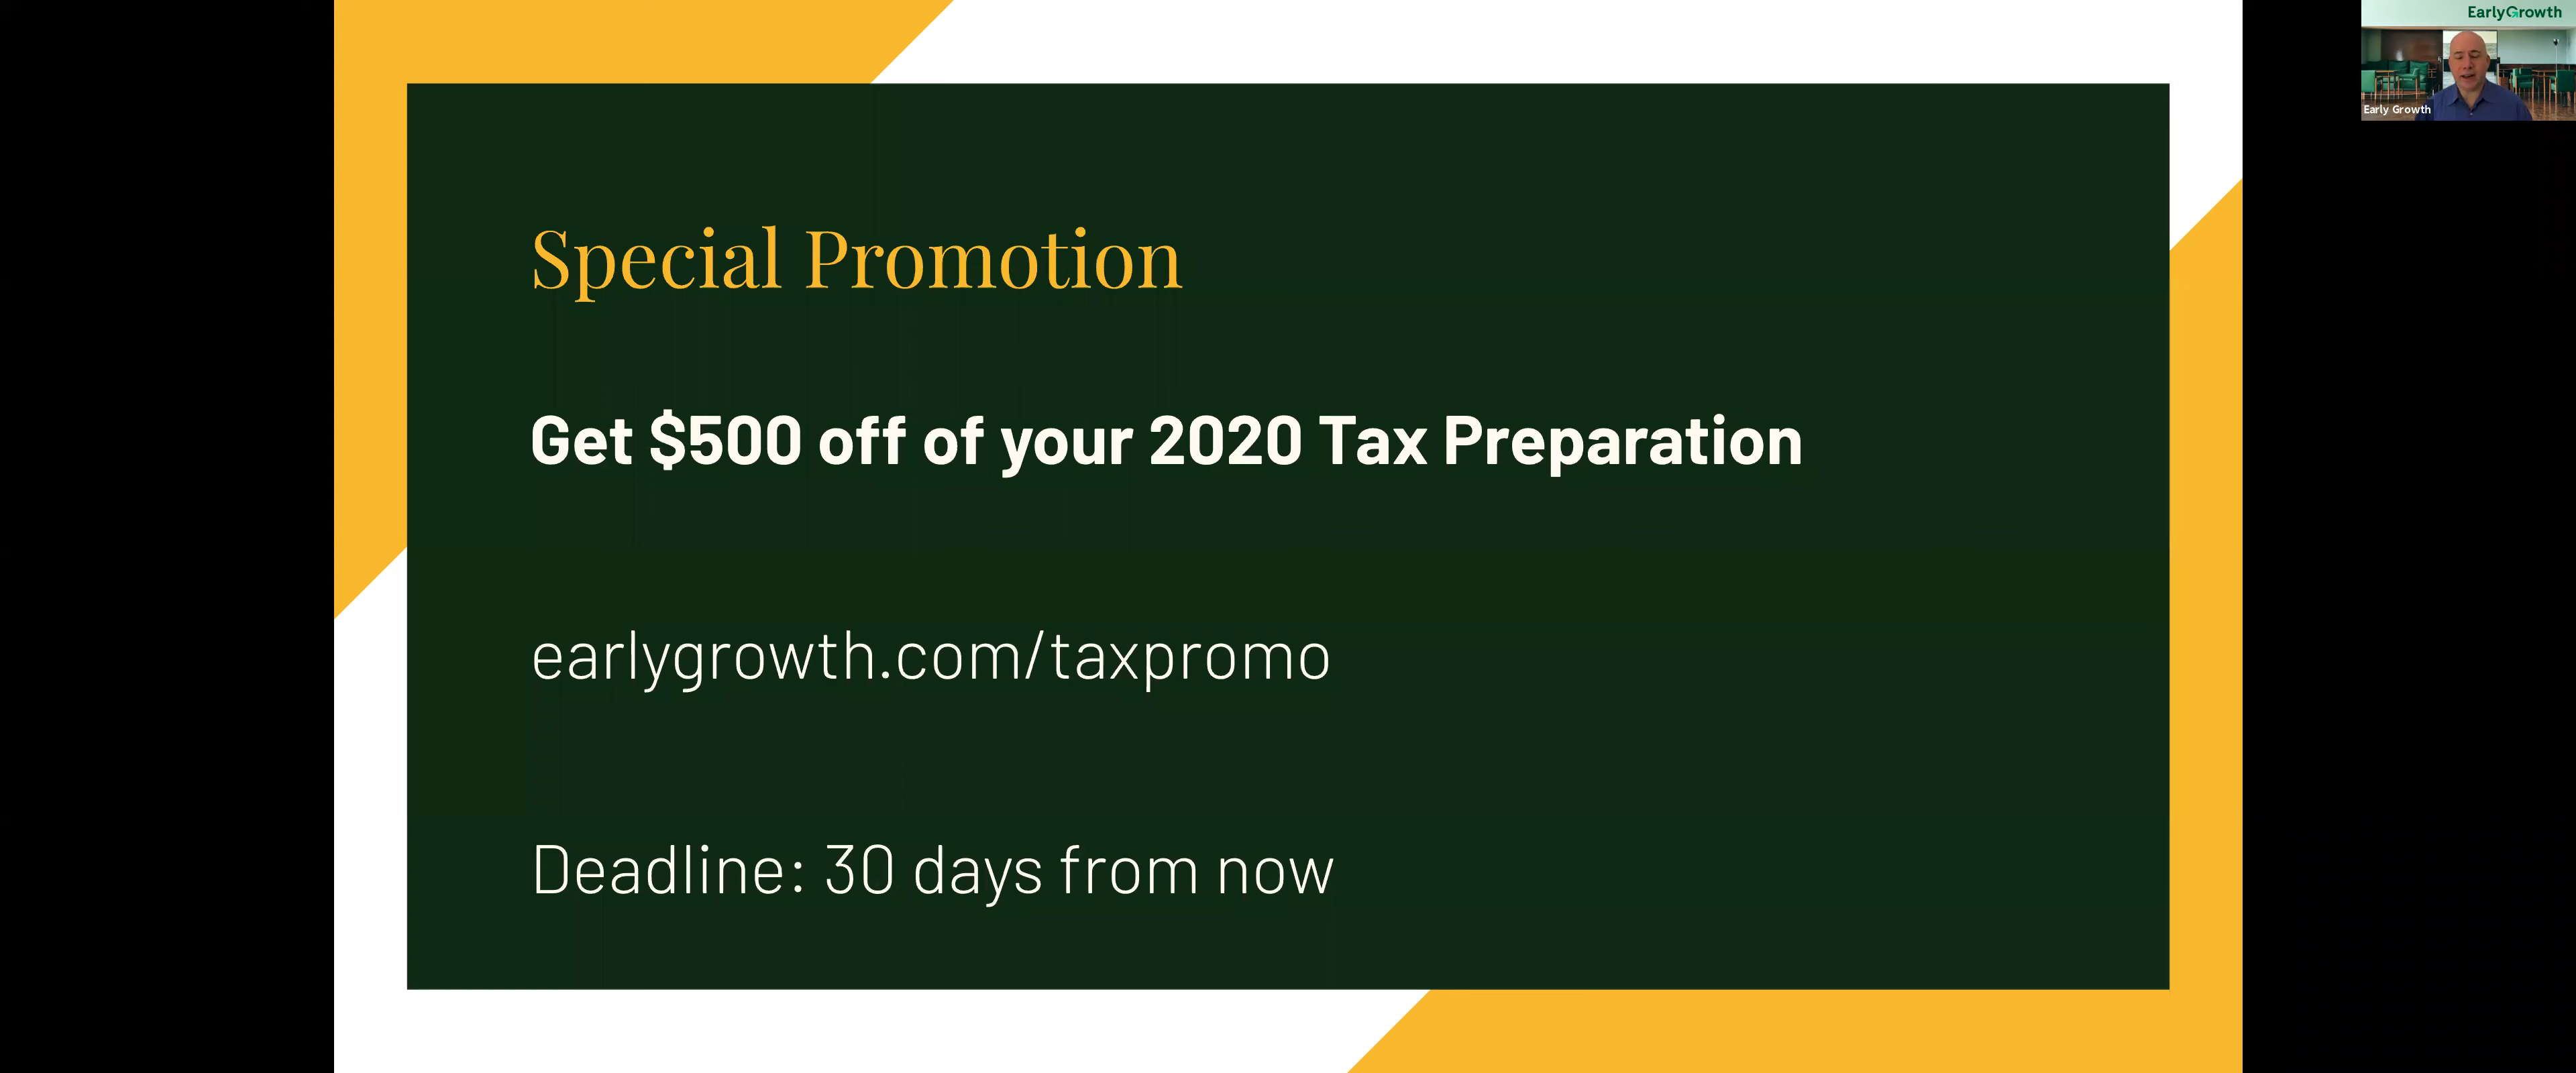 EarlyGrowth
Early Growth
Special Promotion
Get $500 off of your 2020 Tax Preparation
earlygrowth.com/taxpromo
Deadline: 30 days from now